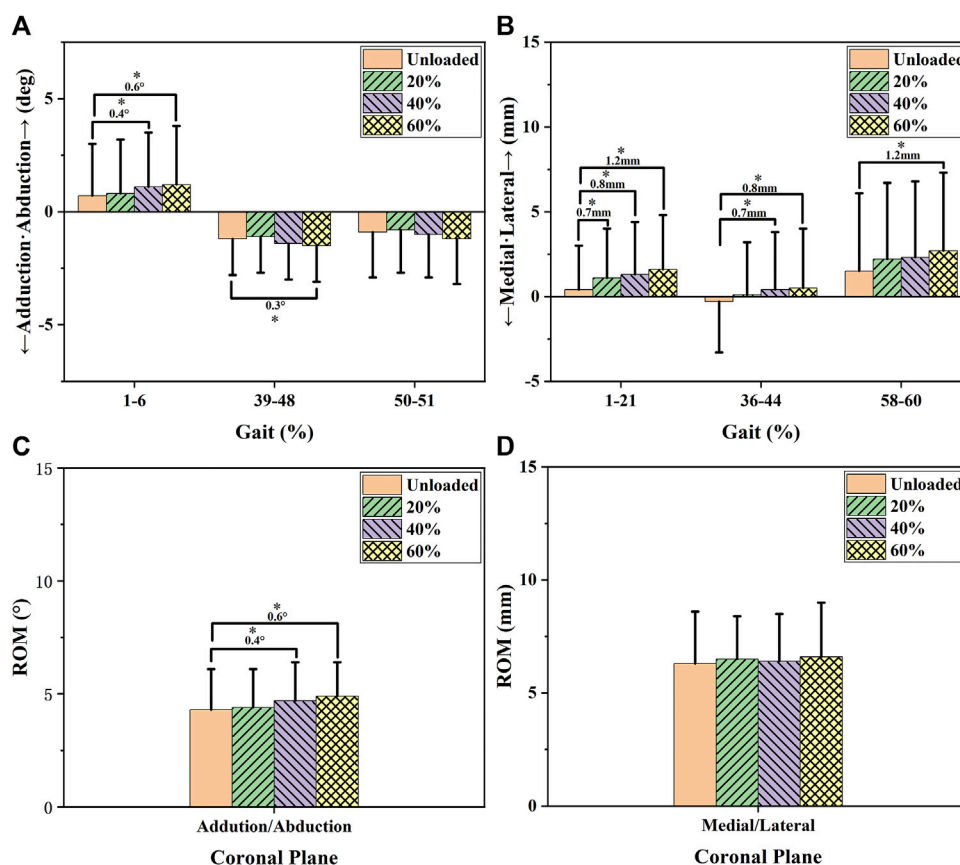 A
←Adduction·Abduction→ (deg)
5
0
-5
Unloaded
20%
40%
60%
*
0.6°
*
0.4°
0.3°
*
1-6
39-48
50-51
Gait (%)
B
←Medial·Lateral→ (mm)
15
10
5
0
-5
Unloaded
20%
40%
60%
*
1.2mm
*
0.8mm
*
0.7mm
*
0.8mm
*
0.7mm
*
1.2mm
1-21
36-44
58-60
Gait (%)
C
ROM (°)
15
10
5
0
Unloaded
20%
40%
60%
*
0.6°
*
0.4°
Addution/Abduction
Coronal Plane
D
ROM (mm)
15
10
5
0
Unloaded
20%
40%
60%
Medial/Lateral
Coronal Plane